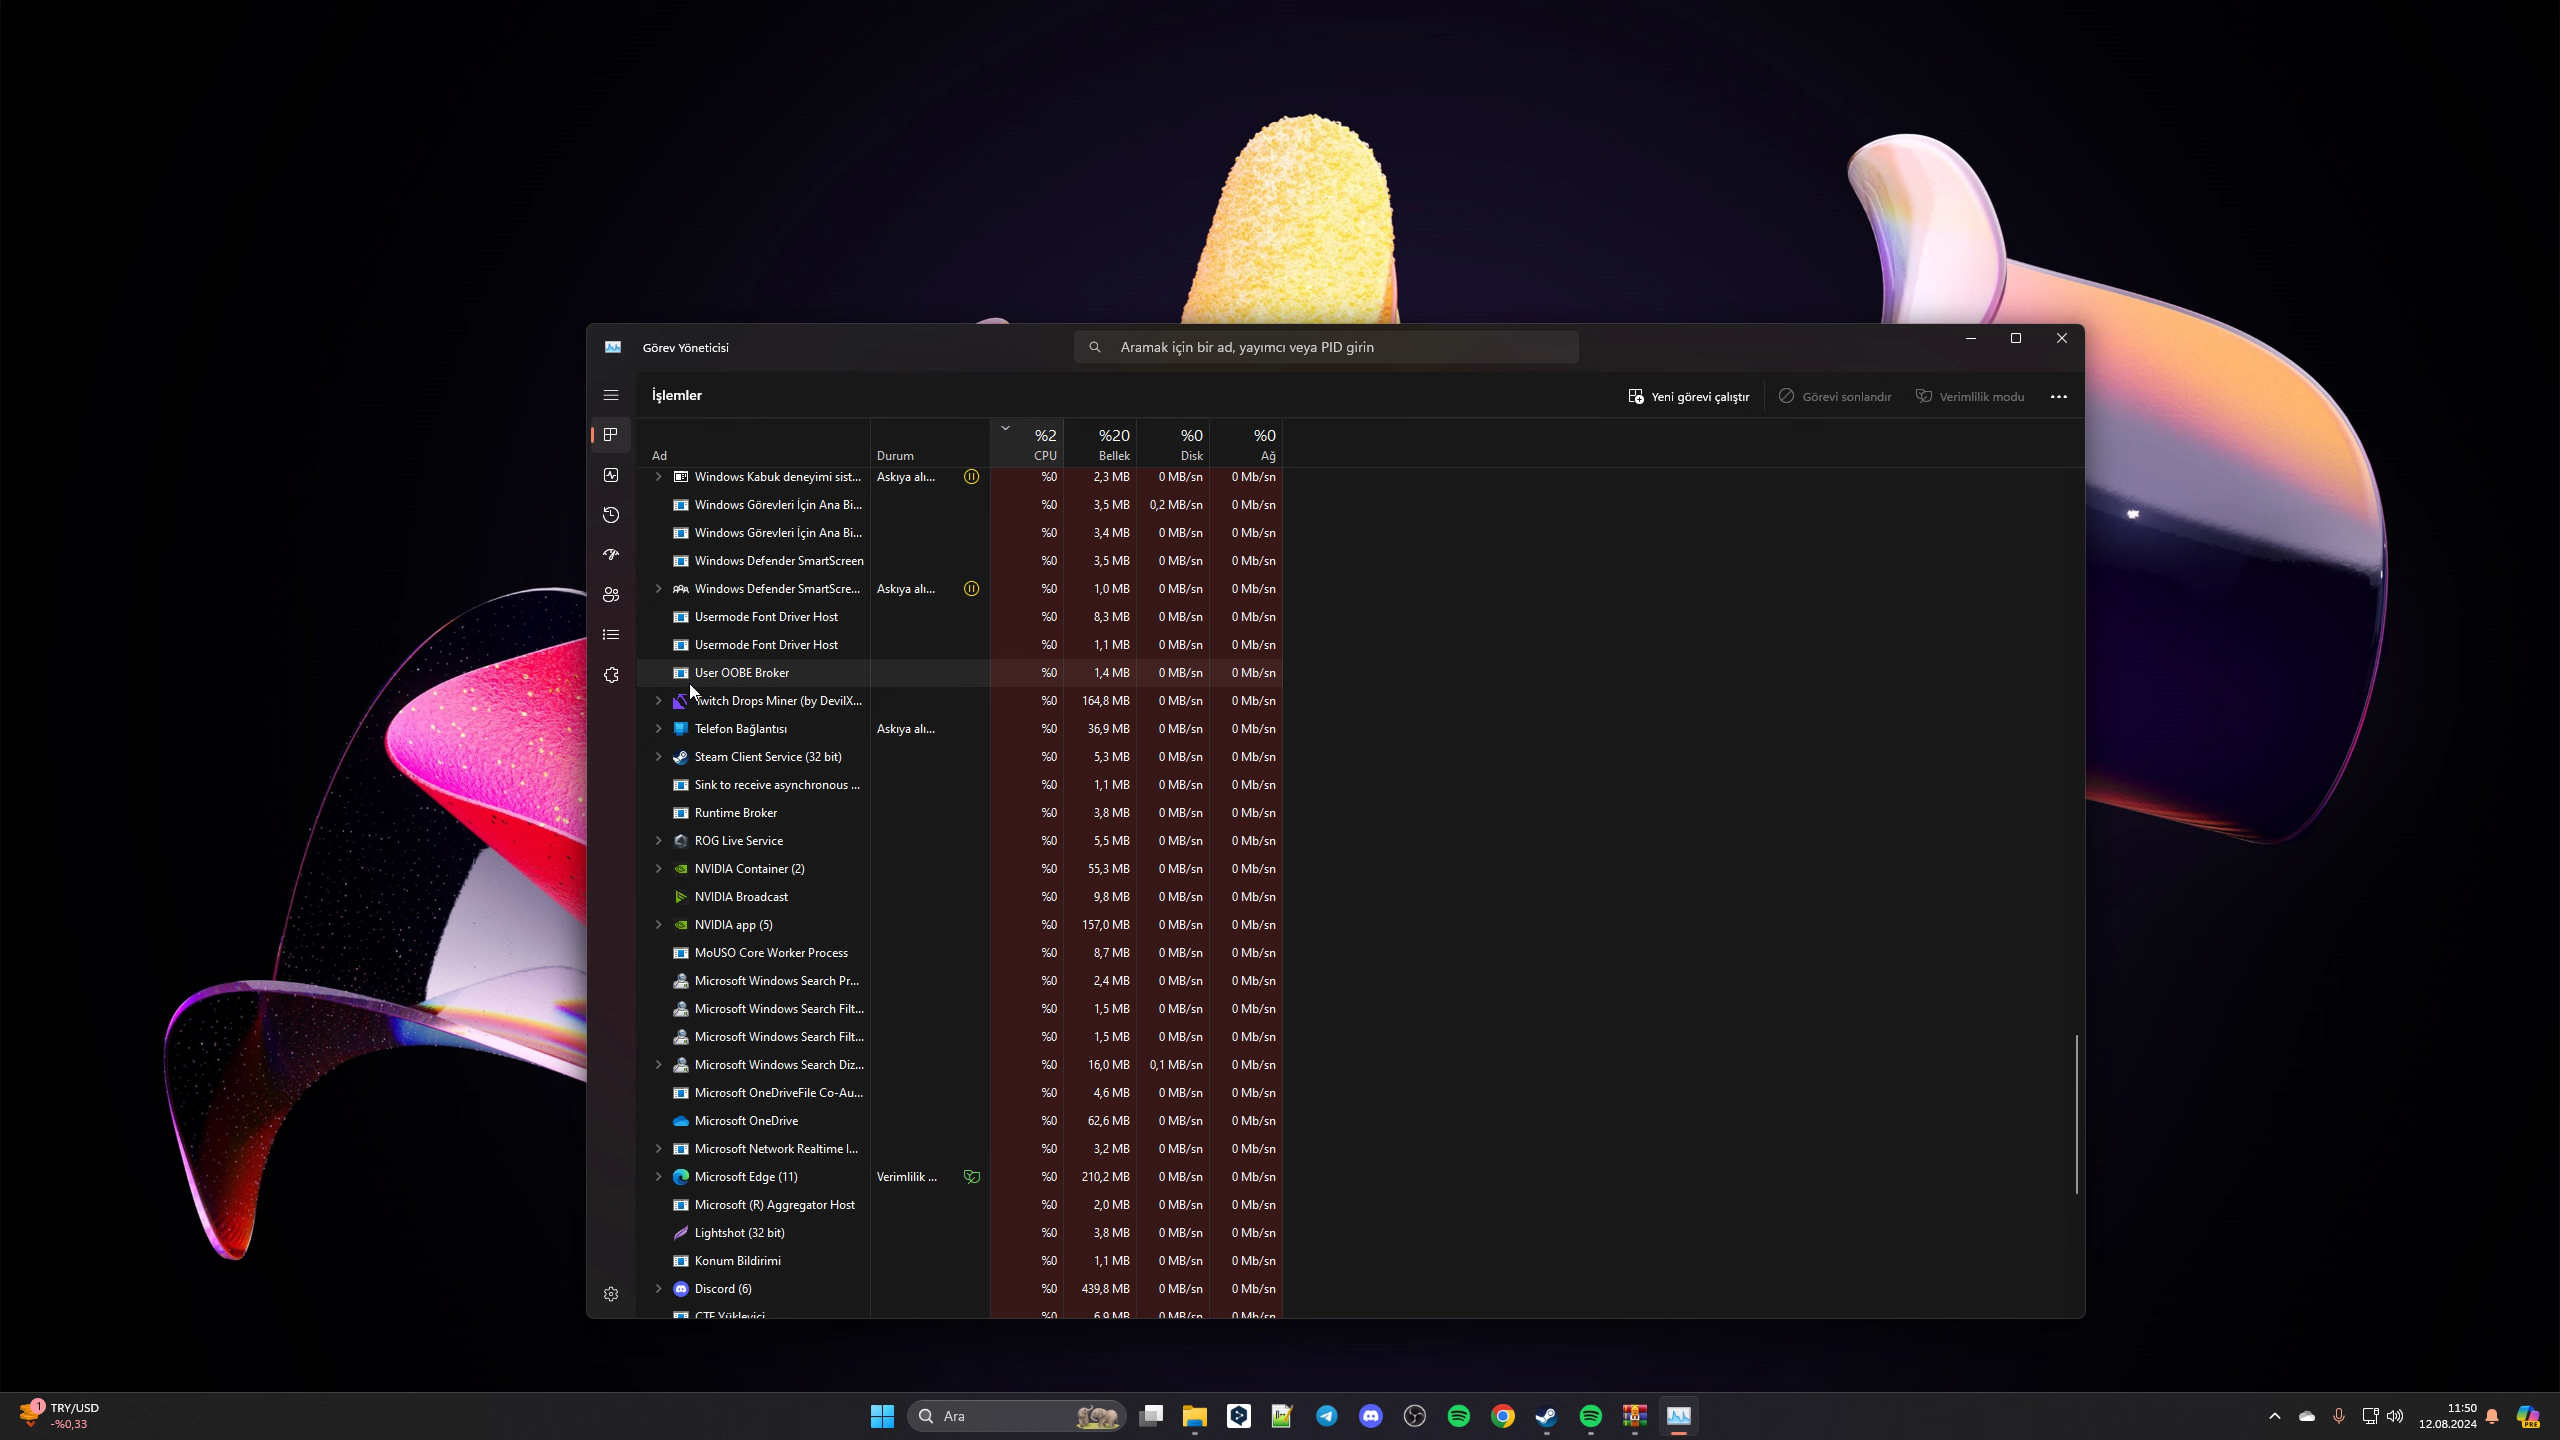 Görev Yöneticisi
Aramak için bir ad, yayımcı veya PID girin
İşlemler
Yeni görevi çalıştır
Görevi sonlandır
Verimlilik modu
%2 %20 %0 %0
Ad Durum CPU Bellek Disk Ağ
Windows Kabuk deneyimi sist... Askıya alı... %0 2,3 MB 0 MB/sn 0 Mb/sn
Windows Görevleri İçin Ana Bi... %0 3,5 MB 0,2 MB/sn 0 Mb/sn
Windows Görevleri İçin Ana Bi... %0 3,4 MB 0 MB/sn 0 Mb/sn
Windows Defender SmartScreen %0 3,5 MB 0 MB/sn 0 Mb/sn
Windows Defender SmartScre... Askıya alı... %0 1,0 MB 0 MB/sn 0 Mb/sn
Usermode Font Driver Host %0 8,3 MB 0 MB/sn 0 Mb/sn
Usermode Font Driver Host %0 1,1 MB 0 MB/sn 0 Mb/sn
User OOBE Broker %0 1,4 MB 0 MB/sn 0 Mb/sn
Twitch Drops Miner (by DevilX... %0 164,8 MB 0 MB/sn 0 Mb/sn
Telefon Bağlantısı Askıya alı... %0 36,9 MB 0 MB/sn 0 Mb/sn
Steam Client Service (32 bit) %0 5,3 MB 0 MB/sn 0 Mb/sn
Sink to receive asynchronous ... %0 1,1 MB 0 MB/sn 0 Mb/sn
Runtime Broker %0 3,8 MB 0 MB/sn 0 Mb/sn
ROG Live Service %0 5,5 MB 0 MB/sn 0 Mb/sn
NVIDIA Container (2) %0 55,3 MB 0 MB/sn 0 Mb/sn
NVIDIA Broadcast %0 9,8 MB 0 MB/sn 0 Mb/sn
NVIDIA app (5) %0 157,0 MB 0 MB/sn 0 Mb/sn
MoUSO Core Worker Process %0 8,7 MB 0 MB/sn 0 Mb/sn
Microsoft Windows Search Pr... %0 2,4 MB 0 MB/sn 0 Mb/sn
Microsoft Windows Search Filt... %0 1,5 MB 0 MB/sn 0 Mb/sn
Microsoft Windows Search Filt... %0 1,5 MB 0 MB/sn 0 Mb/sn
Microsoft Windows Search Diz... %0 16,0 MB 0,1 MB/sn 0 Mb/sn
Microsoft OneDriveFile Co-Au... %0 4,6 MB 0 MB/sn 0 Mb/sn
Microsoft OneDrive %0 62,6 MB 0 MB/sn 0 Mb/sn
Microsoft Network Realtime I... %0 3,2 MB 0 MB/sn 0 Mb/sn
Microsoft Edge (11) Verimlilik ... %0 210,2 MB 0 MB/sn 0 Mb/sn
Microsoft (R) Aggregator Host %0 2,0 MB 0 MB/sn 0 Mb/sn
Lightshot (32 bit) %0 3,8 MB 0 MB/sn 0 Mb/sn
Konum Bildirimi %0 1,1 MB 0 MB/sn 0 Mb/sn
Discord (6) %0 439,8 MB 0 MB/sn 0 Mb/sn
CTF Yükleyici %0 6,9 MB 0 MB/sn 0 Mb/sn
1
TRY/USD
-%0,33
Ara
11:50
12.08.2024
PRE